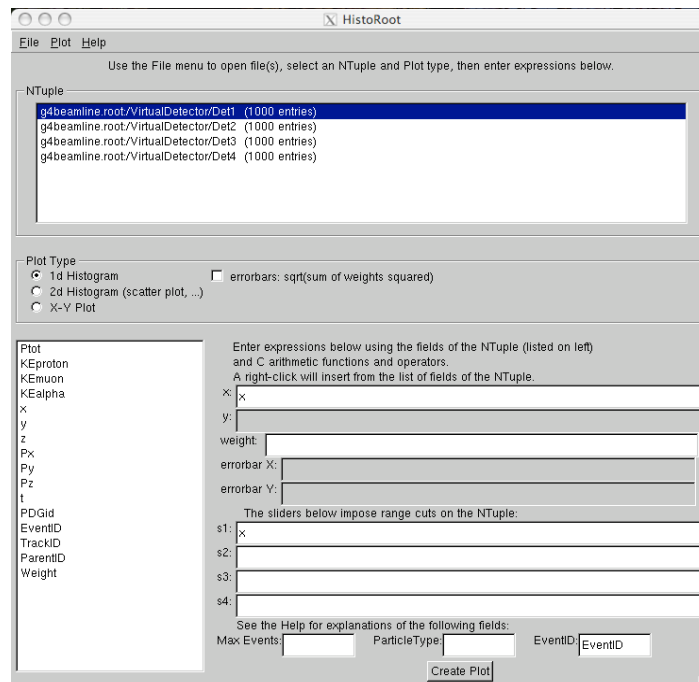 HistoRoot
File Plot Help
Use the File menu to open file(s), select an NTuple and Plot type, then enter expressions below.
NTuple
g4beamline.root:/VirtualDetector/Det1 (1000 entries)
g4beamline.root:/VirtualDetector/Det2 (1000 entries)
g4beamline.root:/VirtualDetector/Det3 (1000 entries)
g4beamline.root:/VirtualDetector/Det4 (1000 entries)
Plot Type
1d Histogram
errorbars: sqrt(sum of weights squared)
2d Histogram (scatter plot, ...)
X-Y Plot
Ptot
KEproton
KEmuon
KEalpha
x
y
z
Px
Py
Pz
t
PDGid
EventID
TrackID
ParentID
Weight
Enter expressions below using the fields of the NTuple (listed on left)
and C arithmetic functions and operators.
A right-click will insert from the list of fields of the NTuple.
x: x
y:
weight:
errorbar X:
errorbar Y:
The sliders below impose range cuts on the NTuple:
s1: x
s2:
s3:
s4:
See the Help for explanations of the following fields:
Max Events: ParticleType: EventID: EventID
Create Plot